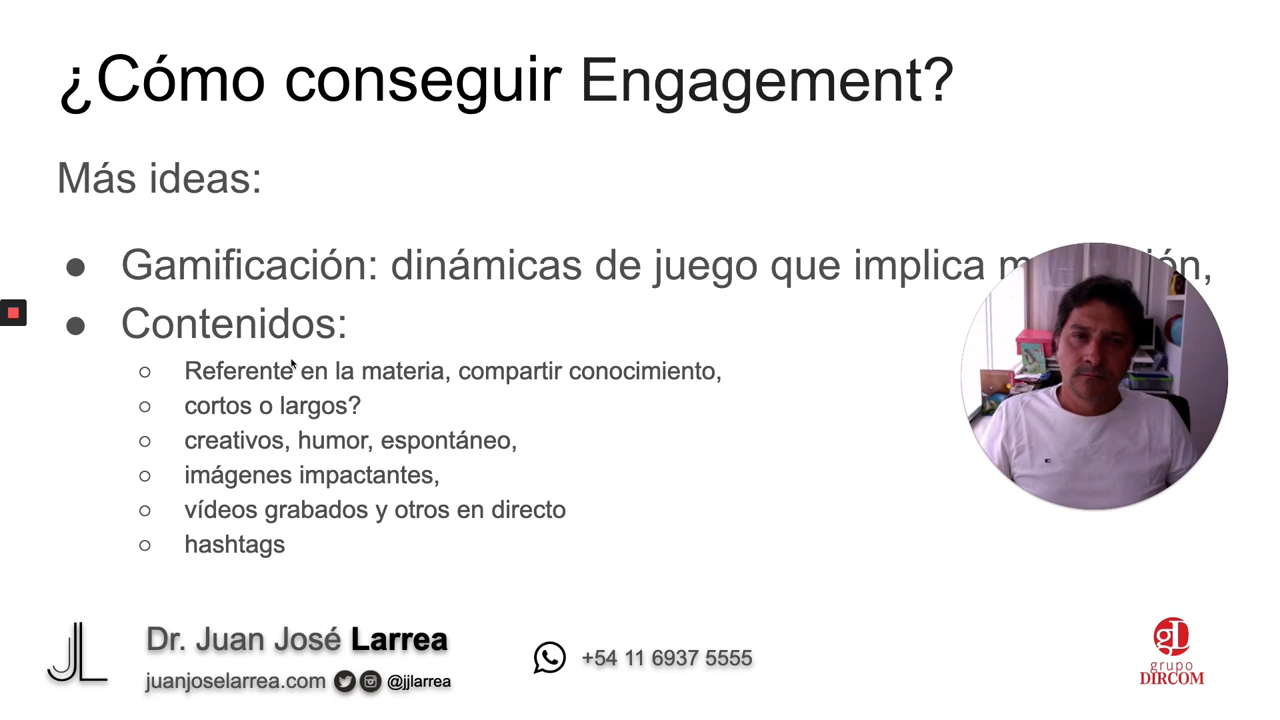 ¿Cómo conseguir Engagement?
Más ideas:
● Gamificación: dinámicas de juego que implica
● Contenidos:
○ Referente en la materia, compartir conocimiento,
○ cortos o largos?
○ creativos, humor, espontáneo,
○ imágenes impactantes,
○ vídeos grabados y otros en directo
○ hashtags
JL
Dr. Juan José Larrea
juanjoselarrea.com @jjlarrea
+54 11 6937 5555
gD
grupo
DIRCOM